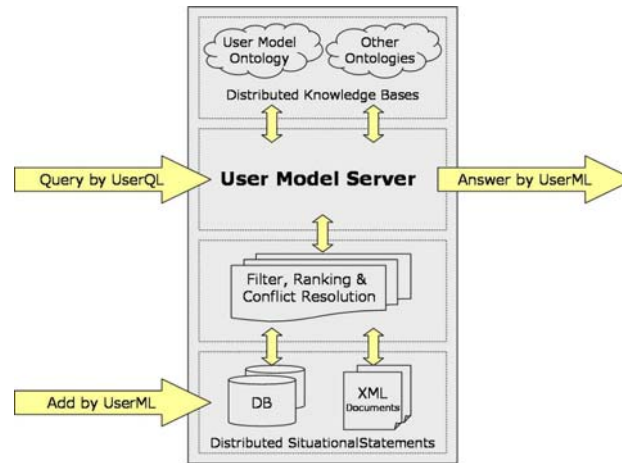 User Model
Ontology
Other
Ontologies
Distributed Knowledge Bases
Query by UserQL
User Model Server
Answer by UserML
Filter, Ranking &
Conflict Resolution
Add by UserML
DB
XML
Documents
Distributed SituationalStatements